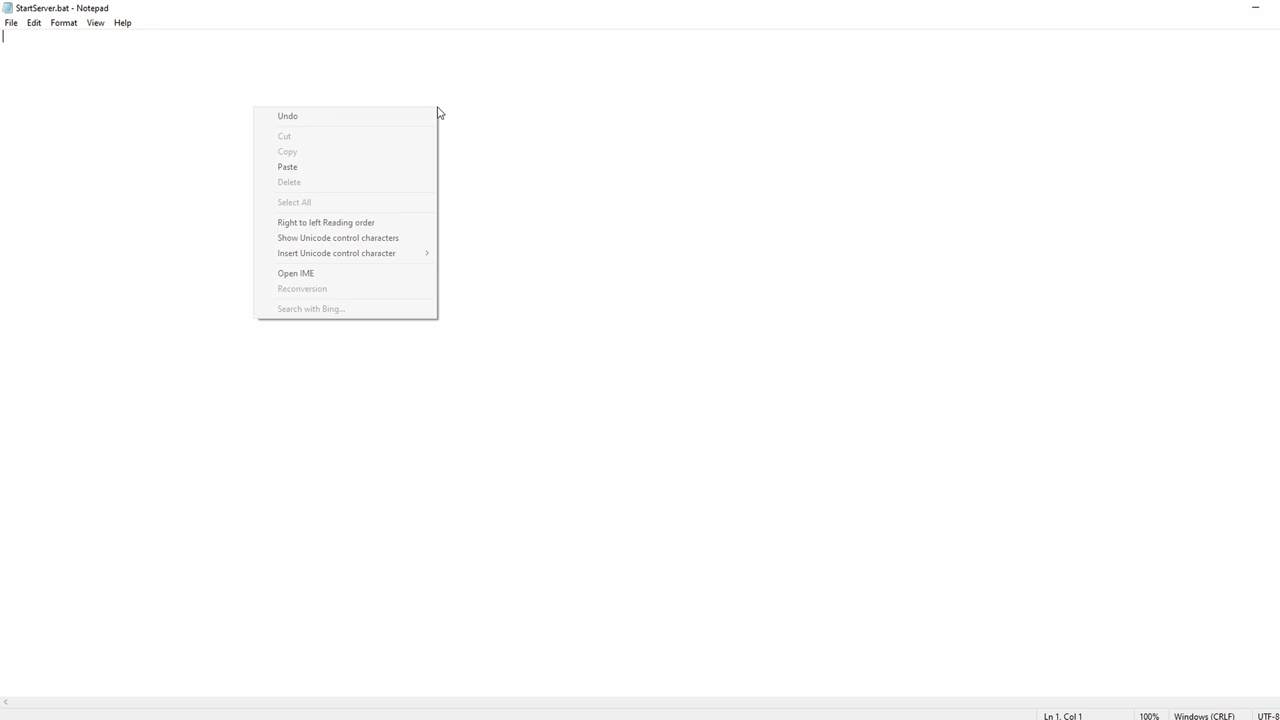 StartServer.bat - Notepad
File Edit Format View Help
Undo
Cut
Copy
Paste
Delete
Select All
Right to left Reading order
Show Unicode control characters
Insert Unicode control character
Open IME
Reconversion
Search with Bing...
Ln 1, Col 1 100% Windows (CRLF) UTF-8